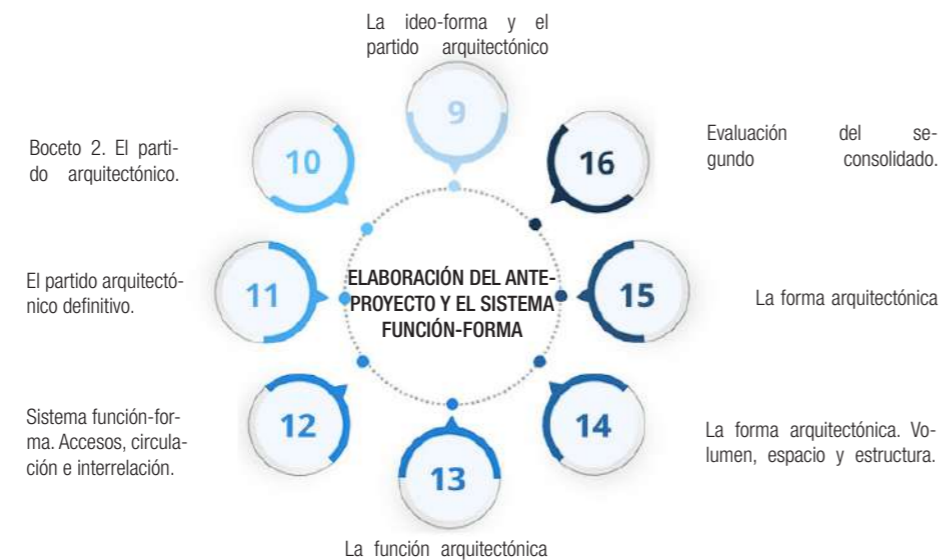 La ideo-forma y el
partido arquitectónico
9
Boceto 2. El parti-
do arquitectónico.
10
16
Evaluación del se-
gundo consolidado.
El partido arquitectó-
nico definitivo.
11
ELABORACIÓN DEL ANTE-
PROYECTO Y EL SISTEMA
FUNCIÓN-FORMA
15
La forma arquitectónica
Sistema función-for-
ma. Accesos, circula-
ción e interrelación.
12
14
La forma arquitectónica. Vo-
lumen, espacio y estructura.
13
La función arquitectónica